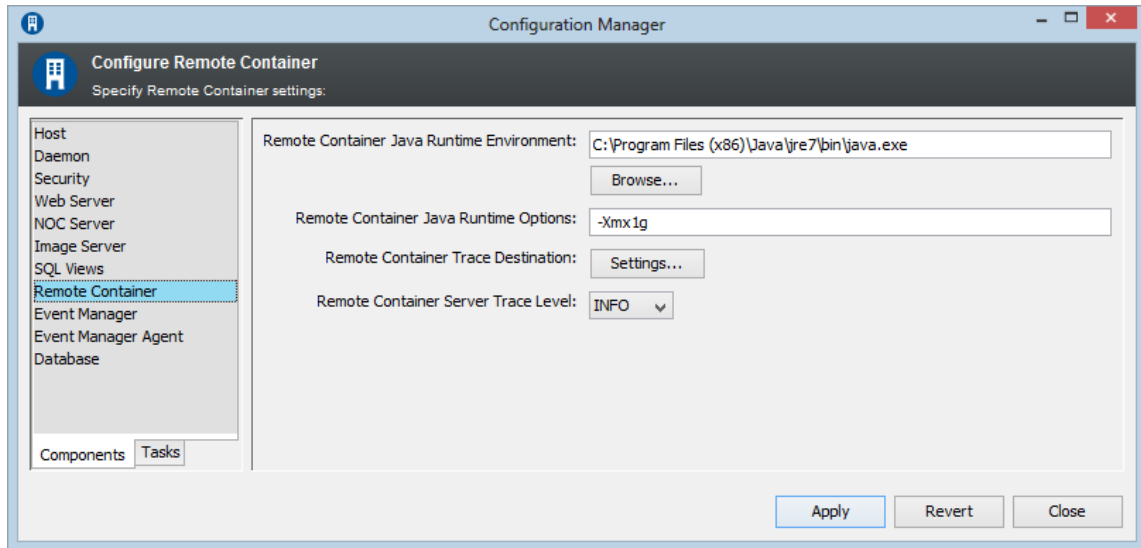 Configuration Manager
Configure Remote Container
Specify Remote Container settings:
Host
Daemon
Security
Web Server
NOC Server
Image Server
SQL Views
Remote Container
Event Manager
Event Manager Agent
Database
Components Tasks
Remote Container Java Runtime Environment: C:\Program Files (x86)\Java\jre7\bin\java.exe
Browse...
Remote Container Java Runtime Options: -Xmx1g
Remote Container Trace Destination: Settings...
Remote Container Server Trace Level: INFO
Apply Revert Close